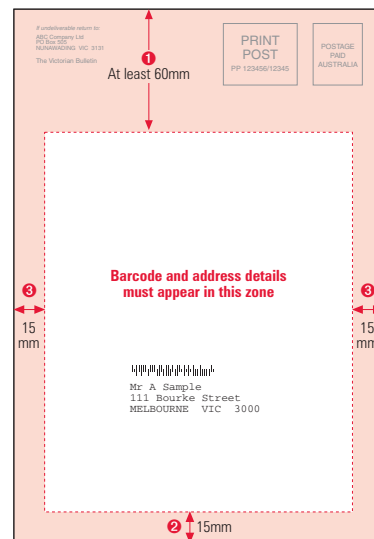 If undeliverable return to:
ABC Company Ltd
PO Box 505
NUNAWADING VIC 3131
The Victorian Bulletin
1
At least 60mm
PRINT
POST
PP 123456/12345
POSTAGE
PAID
AUSTRALIA
Barcode and address details
must appear in this zone
3
15
mm
3
15
mm
Mr A Sample
111 Bourke Street
MELBOURNE VIC 3000
2 15mm